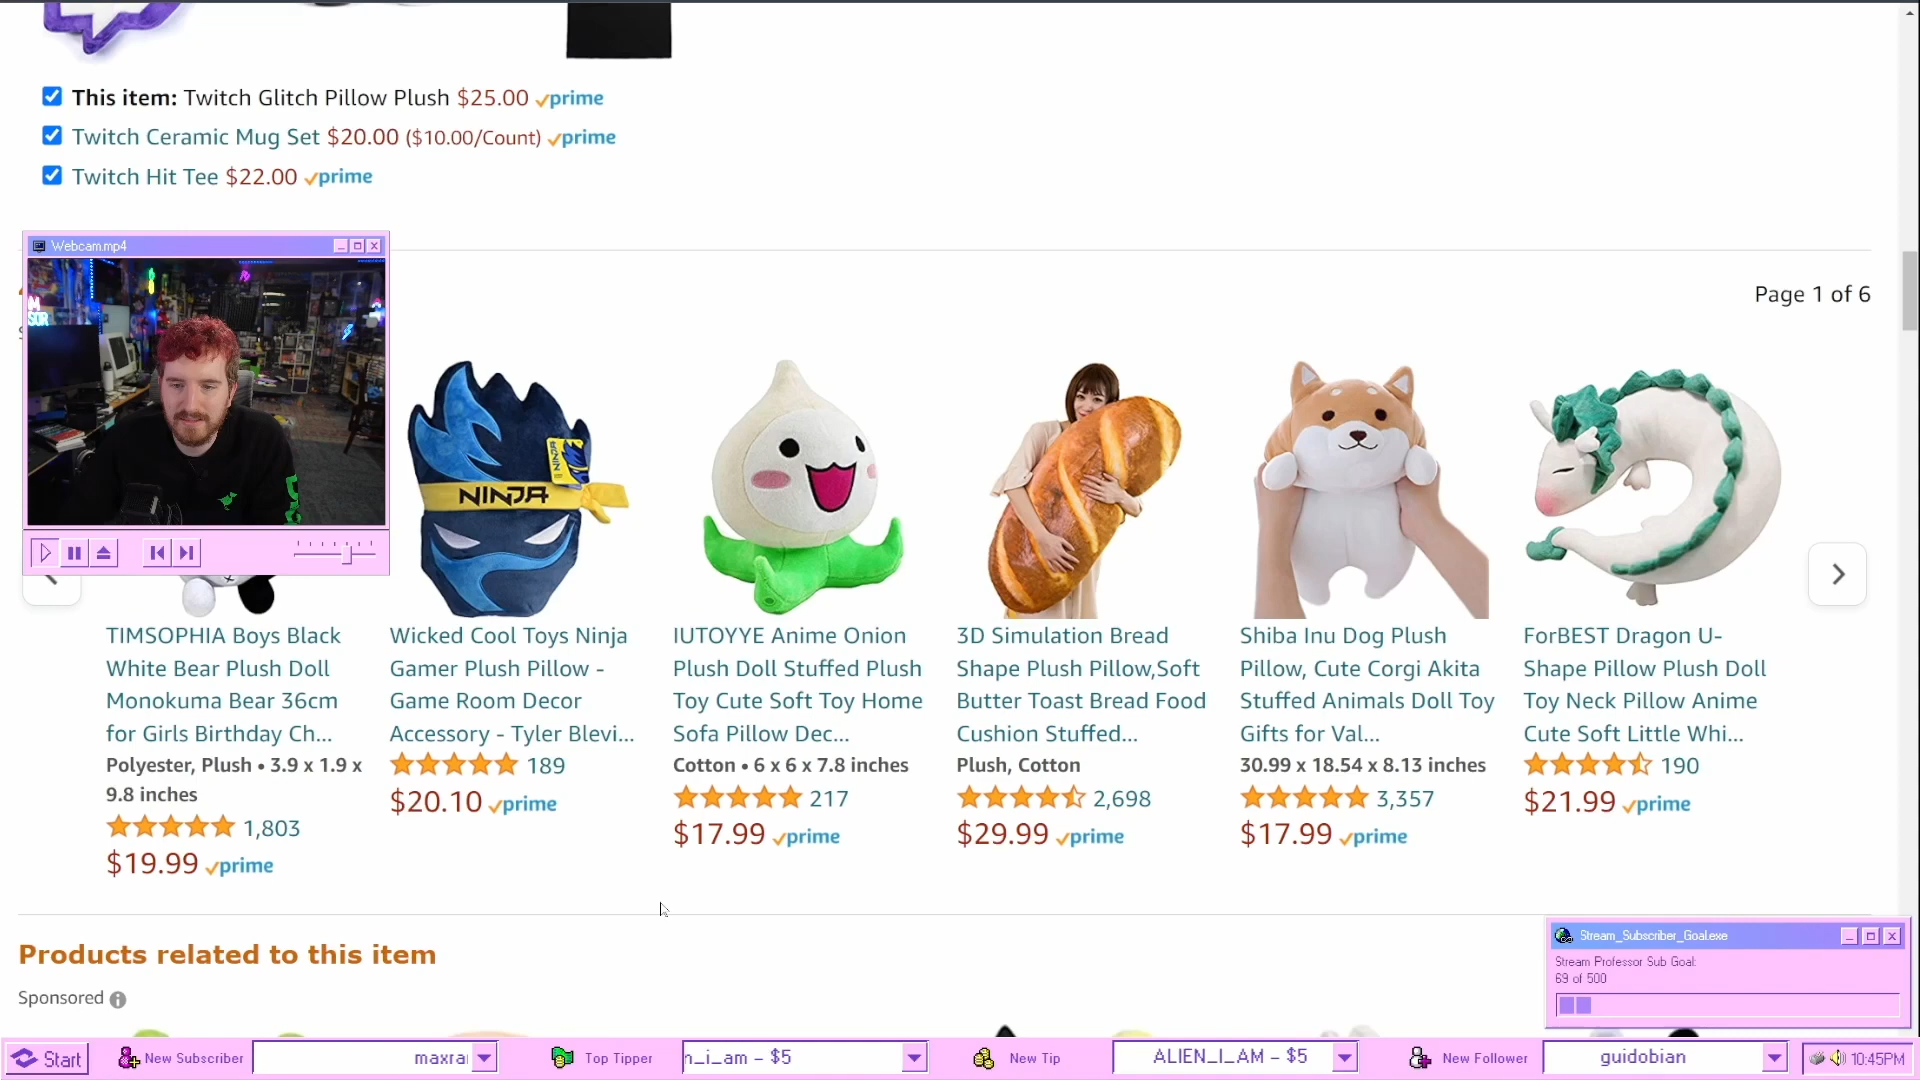 This item: Twitch Glitch Pillow Plush $25.00 prime
Twitch Ceramic Mug Set $20.00 ($10.00/Count) prime
Twitch Hit Tee $22.00 prime
Webcam.mp4
Page 1 of 6
NINJA
TIMSOPHIA Boys Black
White Bear Plush Doll
Monokuma Bear 36cm
for Girls Birthday Ch...
Polyester, Plush • 3.9 x 1.9 x
9.8 inches
1,803
$19.99 prime
Wicked Cool Toys Ninja
Gamer Plush Pillow -
Game Room Decor
Accessory - Tyler Blevi...
189
$20.10 prime
IUTOYYE Anime Onion
Plush Doll Stuffed Plush
Toy Cute Soft Toy Home
Sofa Pillow Dec...
Cotton • 6 x 6 x 7.8 inches
217
$17.99 prime
3D Simulation Bread
Shape Plush Pillow,Soft
Butter Toast Bread Food
Cushion Stuffed...
Plush, Cotton
2,698
$29.99 prime
Shiba Inu Dog Plush
Pillow, Cute Corgi Akita
Stuffed Animals Doll Toy
Gifts for Val...
30.99 x 18.54 x 8.13 inches
3,357
$17.99 prime
ForBEST Dragon U-
Shape Pillow Plush Doll
Toy Neck Pillow Anime
Cute Soft Little Whi...
190
$21.99 prime
Products related to this item
Sponsored
Stream_Subscriber_Goal.exe
Stream Professor Sub Goal:
69 of 500
Start
New Subscriber
maxra
Top Tipper
_i_am - $5
New Tip
ALIEN_I_AM - $5
New Follower
guidobian
10:45PM